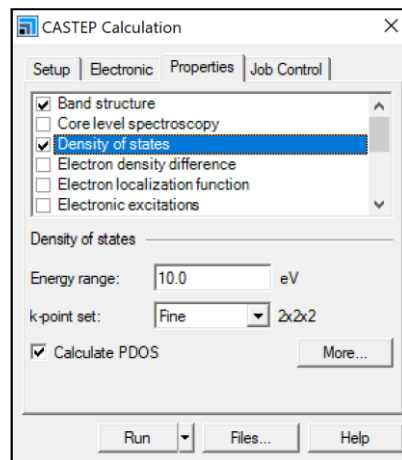 CASTEP Calculation
Setup Electronic Properties Job Control
Band structure
Core level spectroscopy
Density of states
Electron density difference
Electron localization function
Electronic excitations
Density of states
Energy range: 10.0 eV
k-point set: Fine 2x2x2
Calculate PDOS More...
Run Files... Help